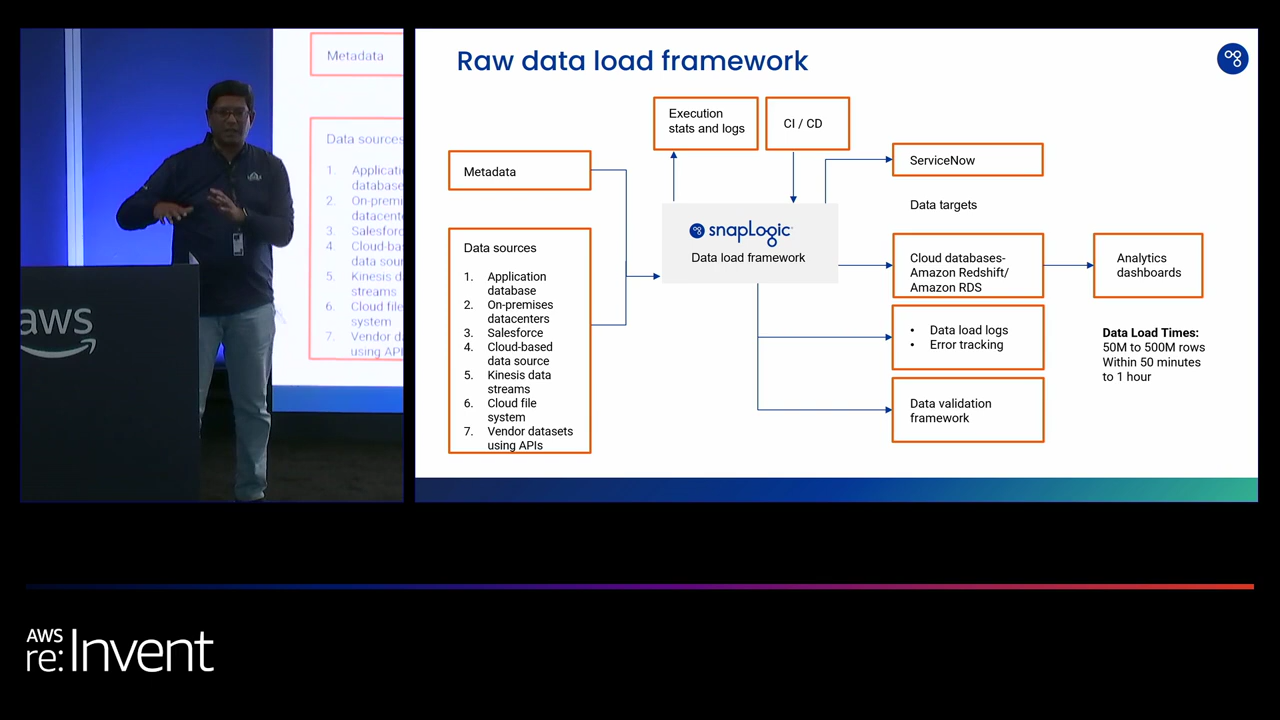 Metadata
Data sources
1. Applicati
database
2. On-premi
datacent
3. Salesforc
4. Cloud-ba
data sour
5. Kinesis d
streams
6. Cloud file
system
7. Vendor da
using API
aws
Raw data load framework
Execution
stats and logs
CI / CD
Metadata
ServiceNow
Data targets
snapLogic
Data load framework
Data sources
1. Application
database
2. On-premises
datacenters
3. Salesforce
4. Cloud-based
data source
5. Kinesis data
streams
6. Cloud file
system
7. Vendor datasets
using APIs
Cloud databases-
Amazon Redshift/
Amazon RDS
Analytics
dashboards
• Data load logs
• Error tracking
Data Load Times:
50M to 500M rows
Within 50 minutes
to 1 hour
Data validation
framework
AWS
re:Invent